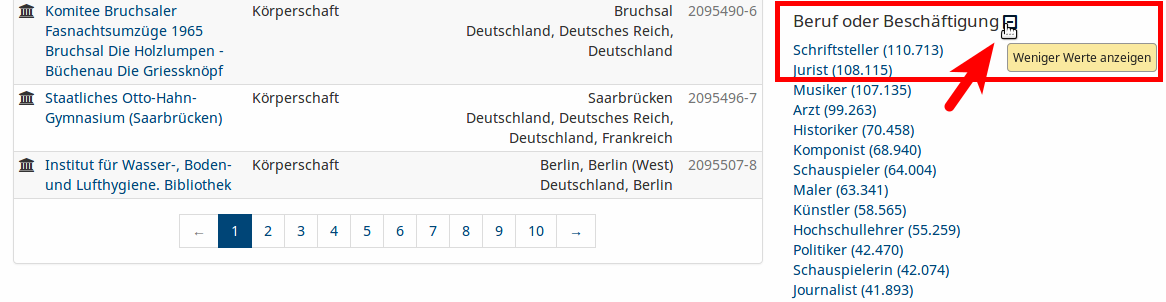 Komitee Bruchsaler
Fasnachtsumzüge 1965
Bruchsal Die Holzlumpen -
Büchenau Die Griessknöpf
Körperschaft
Bruchsal
Deutschland, Deutsches Reich,
Deutschland
2095490-6
Staatliches Otto-Hahn-
Gymnasium (Saarbrücken)
Körperschaft
Saarbrücken
Deutschland, Deutsches Reich,
Deutschland, Frankreich
2095496-7
Institut für Wasser-, Boden-
und Lufthygiene. Bibliothek
Körperschaft
Berlin, Berlin (West)
Deutschland, Berlin
2095507-8
← 1 2 3 4 5 6 7 8 9 10 →
Beruf oder Beschäftigung
Weniger Werte anzeigen
Schriftsteller (110.713)
Jurist (108.115)
Musiker (107.135)
Arzt (99.263)
Historiker (70.458)
Komponist (68.940)
Schauspieler (64.004)
Maler (63.341)
Künstler (58.565)
Hochschullehrer (55.259)
Politiker (42.470)
Schauspielerin (42.074)
Journalist (41.893)